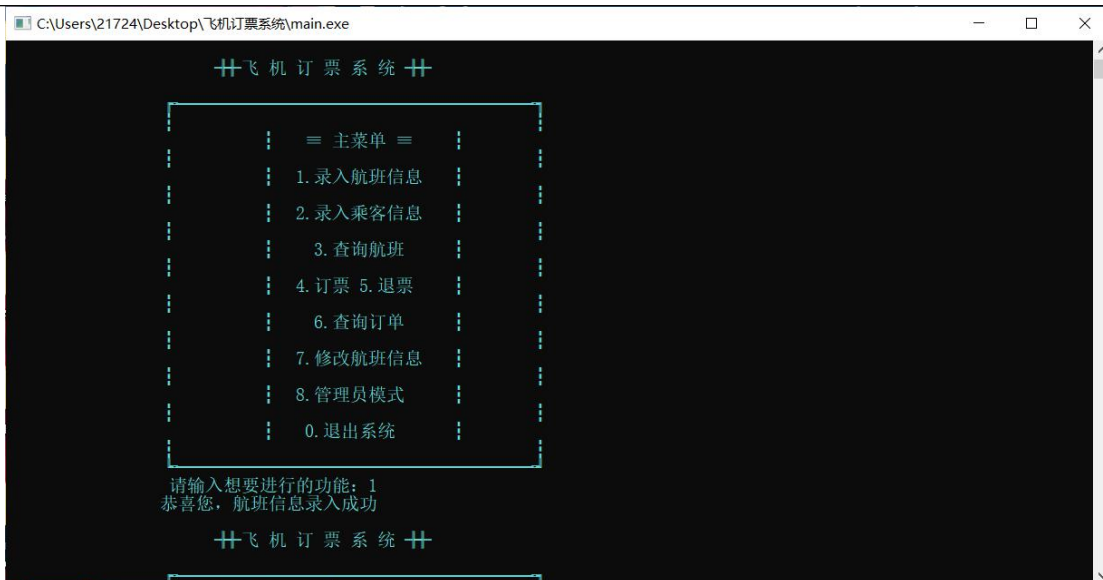 C:\Users\21724\Desktop\飞机订票系统\main.exe
飞 机 订 票 系 统
═ 主菜单 ═
1.录入航班信息
2.录入乘客信息
3.查询航班
4.订票 5.退票
6.查询订单
7.修改航班信息
8.管理员模式
0.退出系统
请输入想要进行的功能：1
恭喜您，航班信息录入成功
飞 机 订 票 系 统